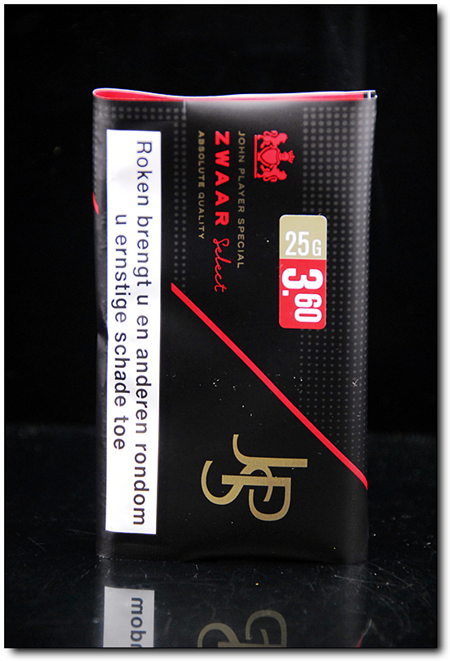 Roken brengt u en anderen rondom
u ernstige schade toe
JOHN PLAYER SPECIAL
ZWAAR Select
ABSOLUTE QUALITY
25G
3.60
JPS